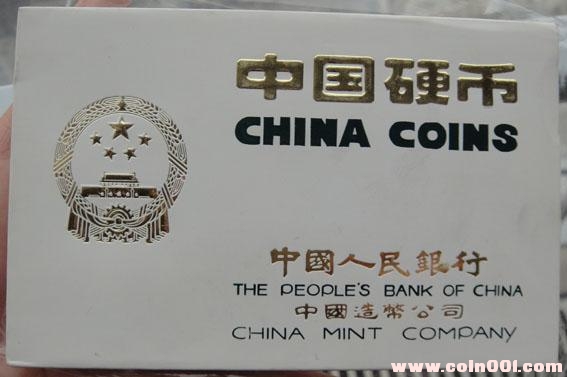 中国硬币
CHINA COINS
中國人民銀行
THE PEOPLE'S BANK OF CHINA
中國造幣公司
CHINA MINT COMPANY
www.coin001.com